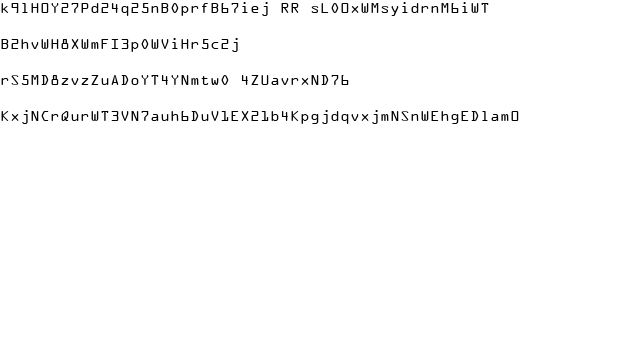 k91HOY27Pd24q25nB0prfB67iej RR sL0OxWMsyidrnM6iWT
B2hvWH8XWmFI3p0WViHr5c2j
rS5MD8zvzZuADoYT4YNmtw0 4ZUavrxND76
KxjNCrQurWT3VN7auh6DuV1EX21b4KpgjdqvxjmNSnWEhgED1amO